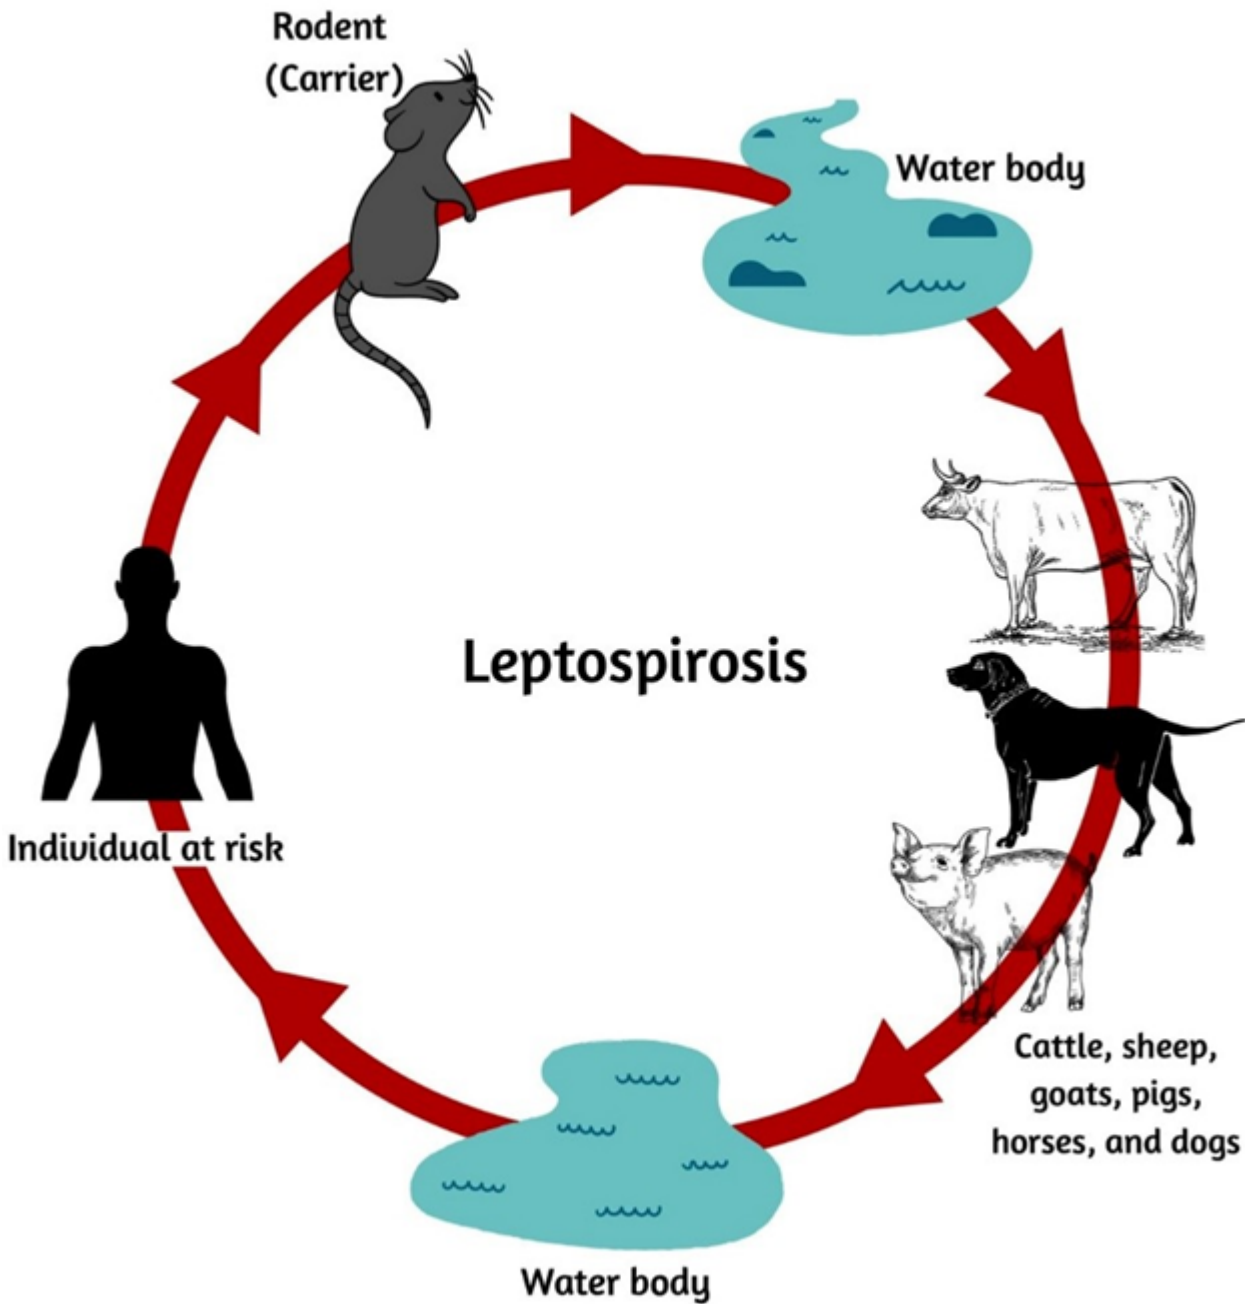 Rodent
(Carrier)
Water body
Leptospirosis
Individual at risk
Cattle, sheep,
goats, pigs,
horses, and dogs
Water body